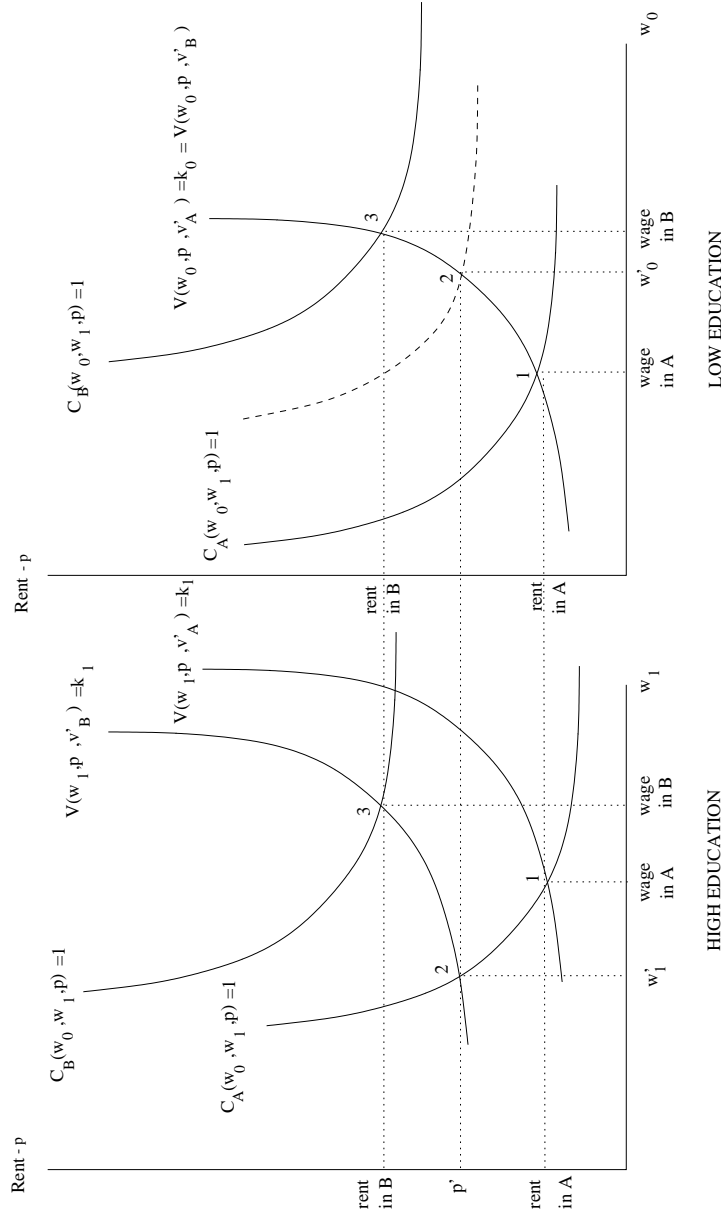 Rent - p
C_B(w_0, w_1, p) = 1
V(w_1, p, v'_B) = k_1
C_A(w_0, w_1, p) = 1
V(w_1, p, v'_A) = k_1
3
2
1
rent
in B
p'
rent
in A
w'_1
wage
in A
wage
in B
w_1
HIGH EDUCATION
Rent - p
C_B(w_0, w_1, p) = 1
V(w_0, p, v'_A) = k_0 = V(w_0, p, v'_B)
C_A(w_0, w_1, p) = 1
3
2
1
rent
in B
rent
in A
wage
in A
w'_0
wage
in B
w_0
LOW EDUCATION